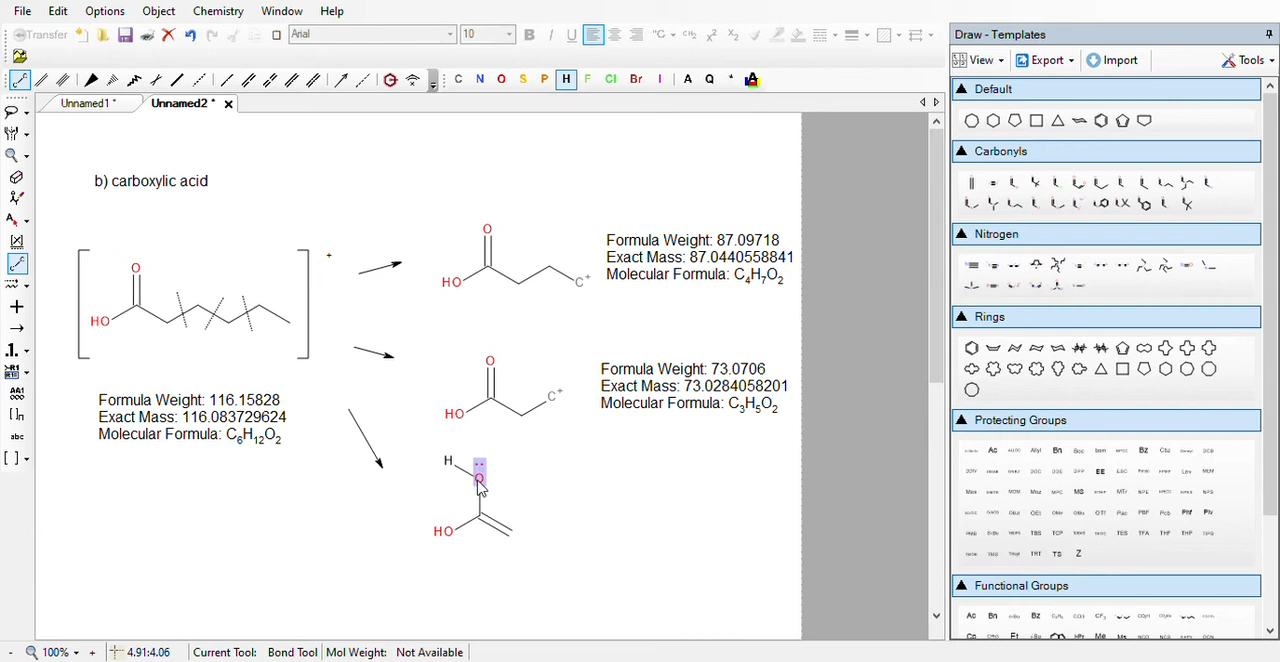 File Edit Options Object Chemistry Window Help
Transfer Arial 10 B I U
C N O S P H F Cl Br I A Q * A
Unnamed1 * Unnamed2 *
b) carboxylic acid
O
HO
+
O
HO C+
Formula Weight: 87.09718
Exact Mass: 87.0440558841
Molecular Formula: C4H7O2
Formula Weight: 116.15828
Exact Mass: 116.083729624
Molecular Formula: C6H12O2
O
HO C+
Formula Weight: 73.0706
Exact Mass: 73.0284058201
Molecular Formula: C3H5O2
H
O
HO
Draw - Templates
View Export Import Tools
Default
Carbonyls
Nitrogen
Rings
Protecting Groups
Functional Groups
- 100% + 4.91:4.06 Current Tool: Bond Tool Mol Weight: Not Available